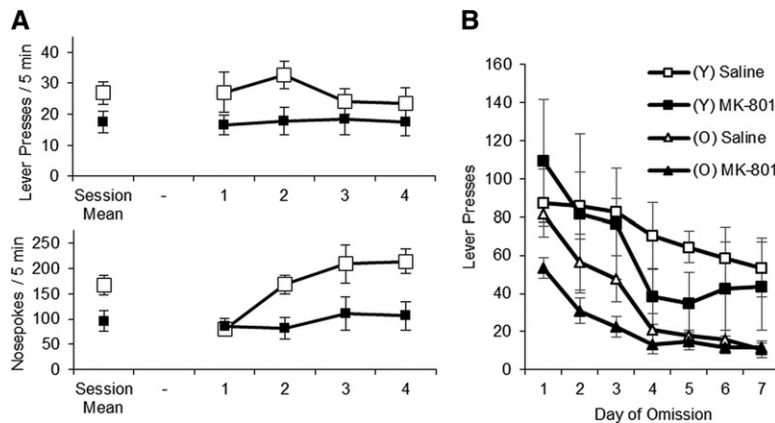 A
Lever Presses / 5 min
40
30
20
10
0
Session Mean - 1 2 3 4
Nosepokes / 5 min
250
200
150
100
50
0
Session Mean - 1 2 3 4
B
Lever Presses
160
140
120
100
80
60
40
20
0
1 2 3 4 5 6 7
Day of Omission
(Y) Saline
(Y) MK-801
(O) Saline
(O) MK-801